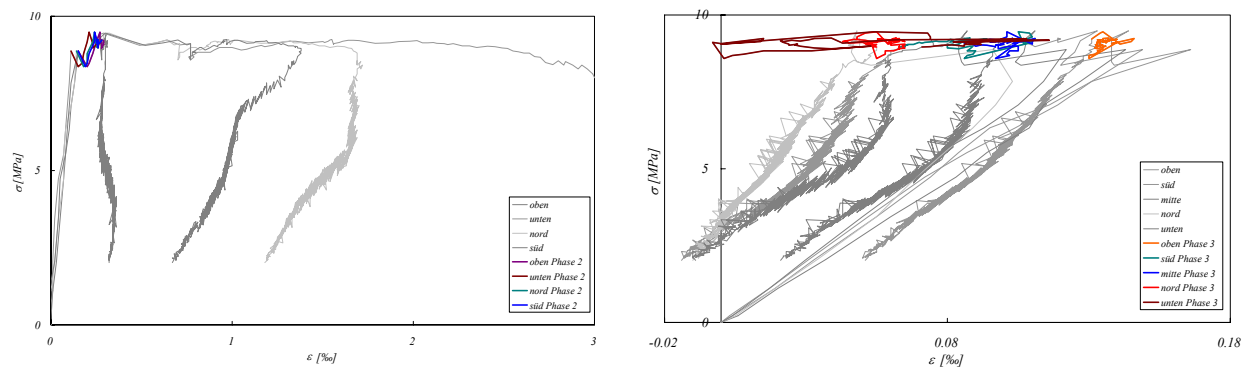 10
σ [MPa]
5
0
0
1
2
3
ε [‰]
oben
unten
nord
süd
oben Phase 2
unten Phase 2
nord Phase 2
süd Phase 2
10
σ [MPa]
5
0
-0.02
0.08
0.18
ε [‰]
oben
süd
mitte
nord
unten
oben Phase 3
süd Phase 3
mitte Phase 3
nord Phase 3
unten Phase 3